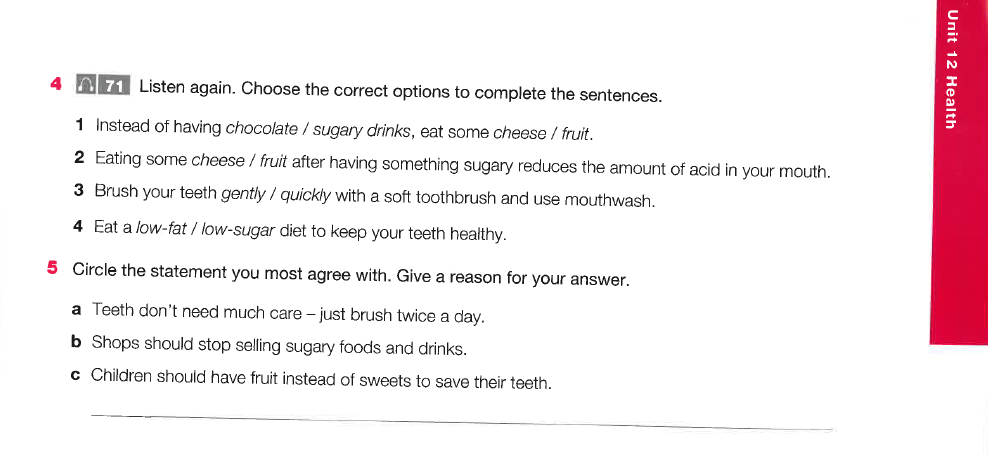 4 71 Listen again. Choose the correct options to complete the sentences.
1 Instead of having chocolate / sugary drinks, eat some cheese / fruit.
2 Eating some cheese / fruit after having something sugary reduces the amount of acid in your mouth.
3 Brush your teeth gently / quickly with a soft toothbrush and use mouthwash.
4 Eat a low-fat / low-sugar diet to keep your teeth healthy.
5 Circle the statement you most agree with. Give a reason for your answer.
a Teeth don't need much care – just brush twice a day.
b Shops should stop selling sugary foods and drinks.
c Children should have fruit instead of sweets to save their teeth.
Unit 12 Health